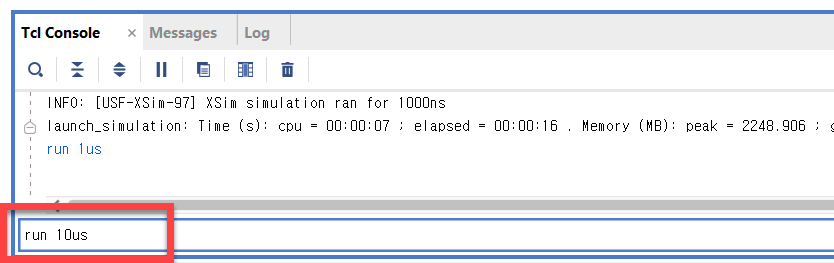 Tcl Console × Messages Log
INFO: [USF-XSim-97] XSim simulation ran for 1000ns
launch_simulation: Time (s): cpu = 00:00:07 ; elapsed = 00:00:16 . Memory (MB): peak = 2248.906 ;
run 1us
run 10us